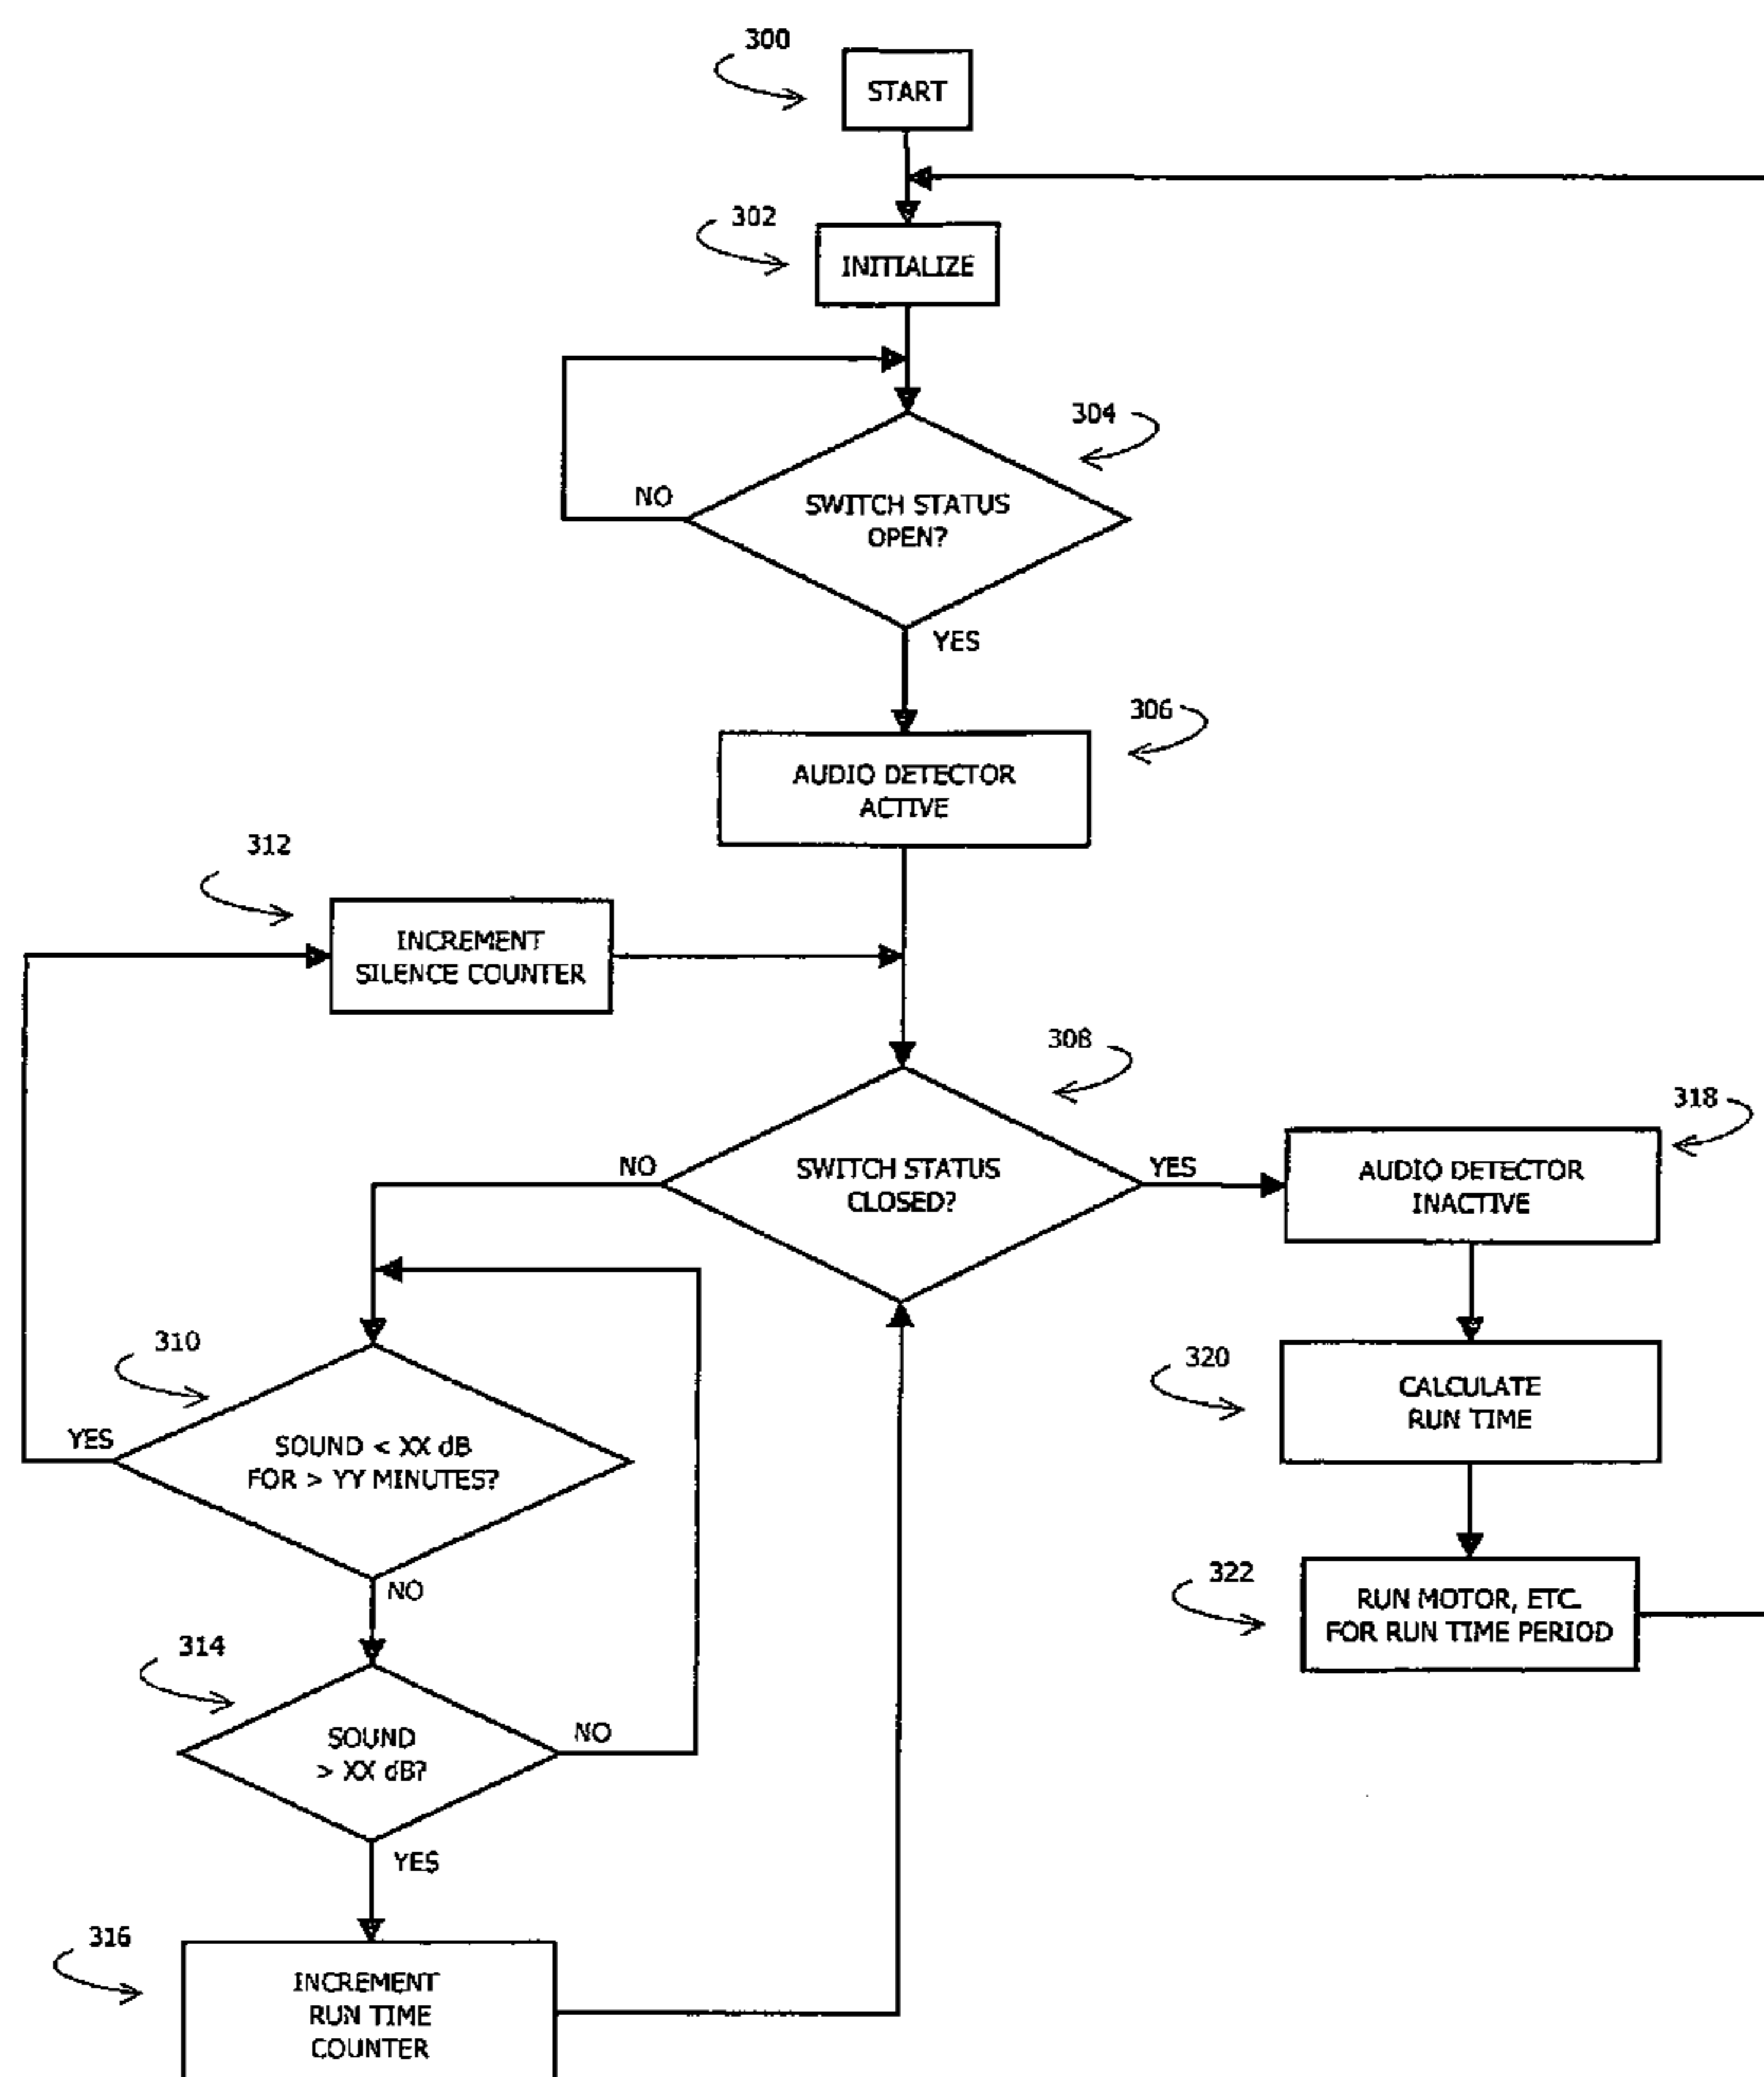 300
START
302
INITIALIZE
304
NO
SWITCH STATUS
OPEN?
YES
306
AUDIO DETECTOR
ACTIVE
312
INCREMENT
SILENCE COUNTER
308
NO
SWITCH STATUS
CLOSED?
YES
318
AUDIO DETECTOR
INACTIVE
310
YES
SOUND < XX dB
FOR > YY MINUTES?
NO
320
CALCULATE
RUN TIME
322
RUN MOTOR, ETC.
FOR RUN TIME PERIOD
314
SOUND
> XX dB?
NO
YES
316
INCREMENT
RUN TIME
COUNTER